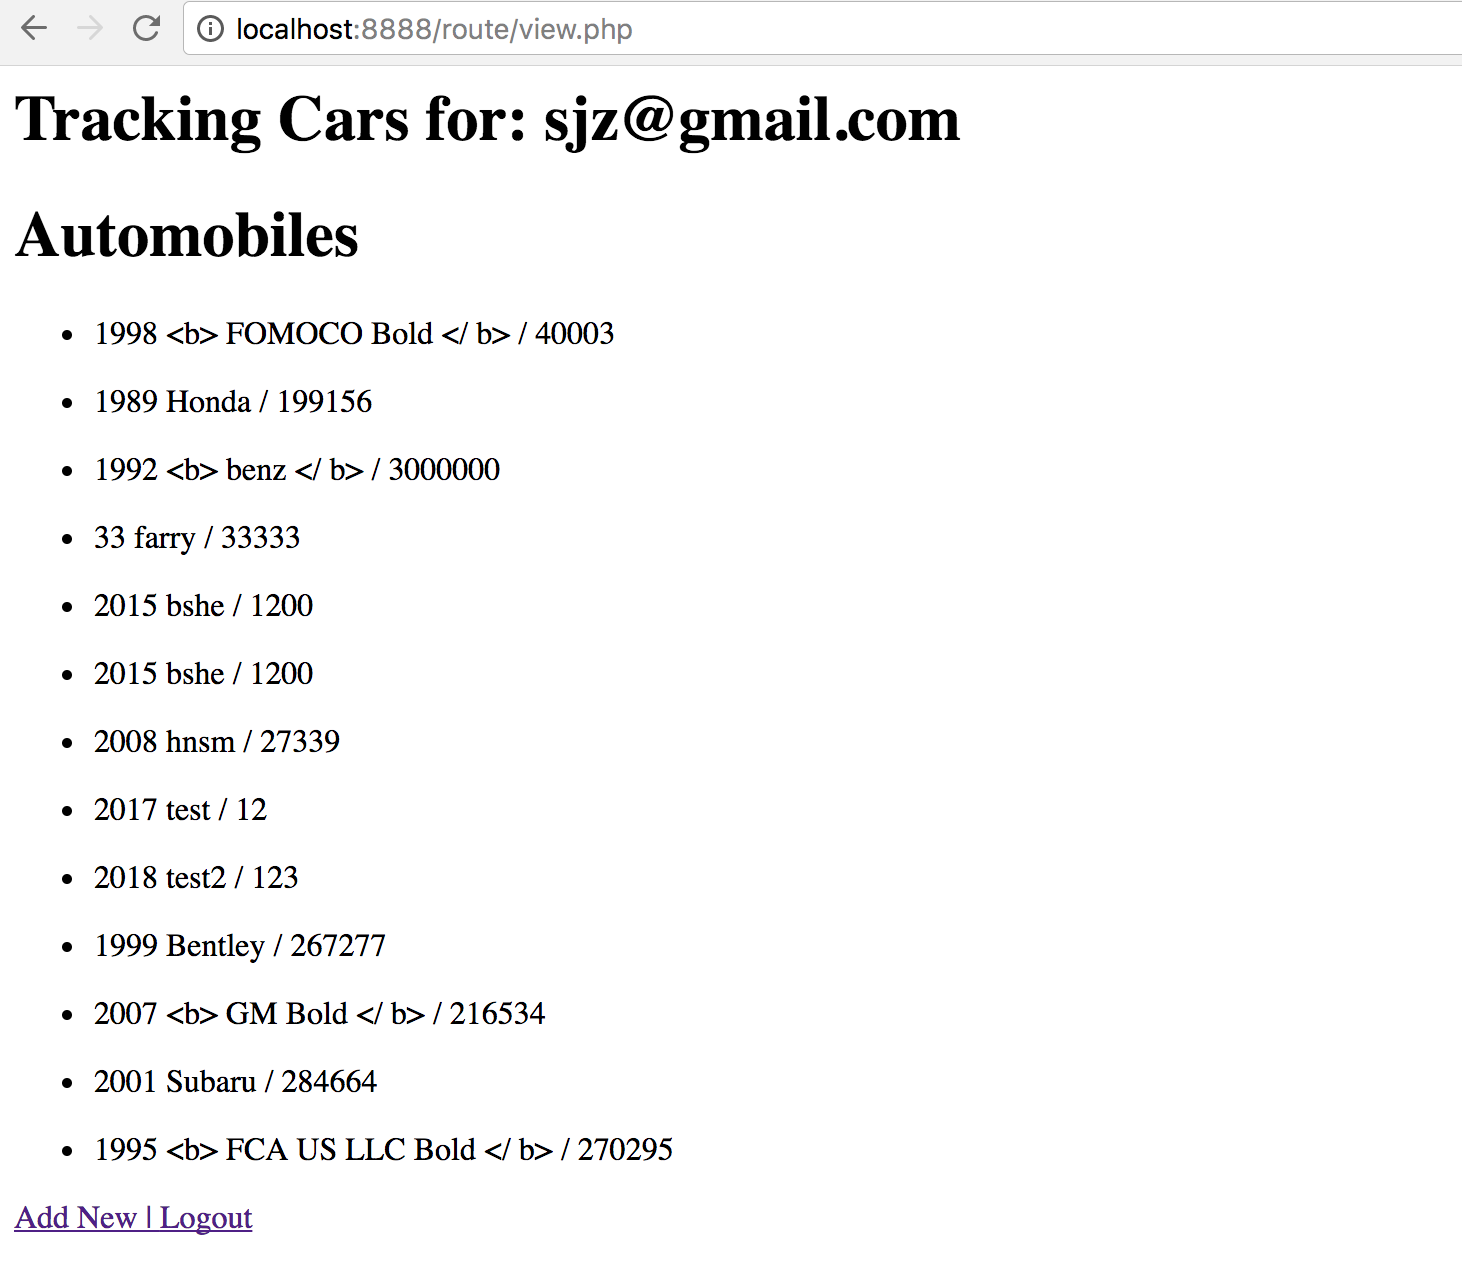 localhost:8888/route/view.php
Tracking Cars for: sjz@gmail.com
Automobiles
1998 <b> FOMOCO Bold </ b> / 40003
1989 Honda / 199156
1992 <b> benz </ b> / 3000000
33 farry / 33333
2015 bshe / 1200
2015 bshe / 1200
2008 hnsm / 27339
2017 test / 12
2018 test2 / 123
1999 Bentley / 267277
2007 <b> GM Bold </ b> / 216534
2001 Subaru / 284664
1995 <b> FCA US LLC Bold </ b> / 270295
Add New | Logout